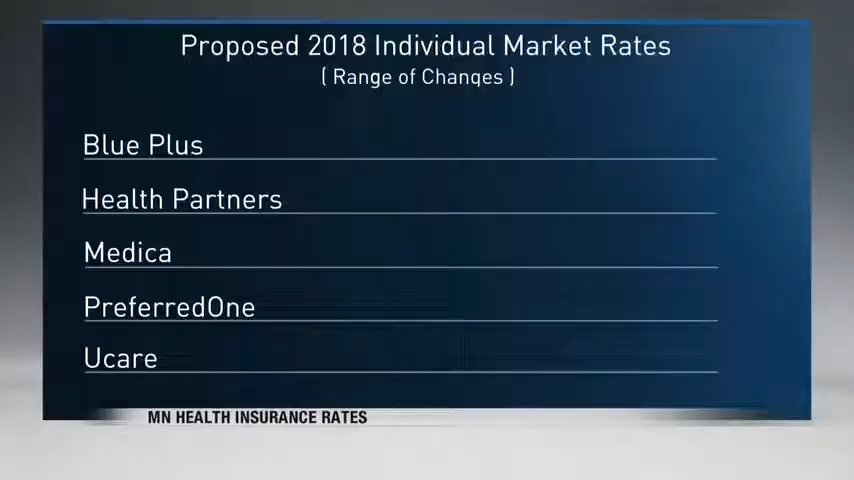 Proposed 2018 Individual Market Rates
( Range of Changes )
Blue Plus
Health Partners
Medica
PreferredOne
Ucare
MN HEALTH INSURANCE RATES